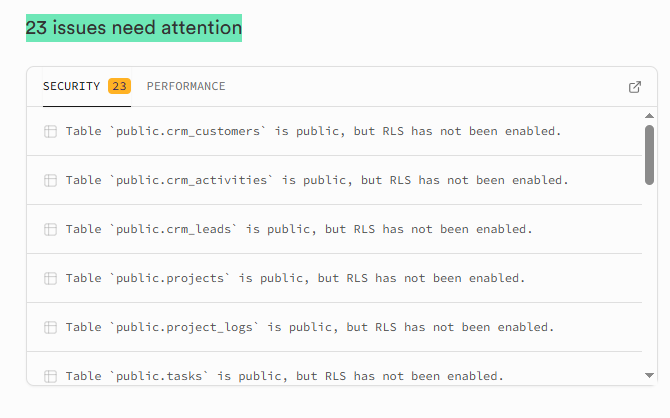 23 issues need attention
SECURITY 23 PERFORMANCE
Table `public.crm_customers` is public, but RLS has not been enabled.
Table `public.crm_activities` is public, but RLS has not been enabled.
Table `public.crm_leads` is public, but RLS has not been enabled.
Table `public.projects` is public, but RLS has not been enabled.
Table `public.project_logs` is public, but RLS has not been enabled.
Table `public.tasks` is public, but RLS has not been enabled.